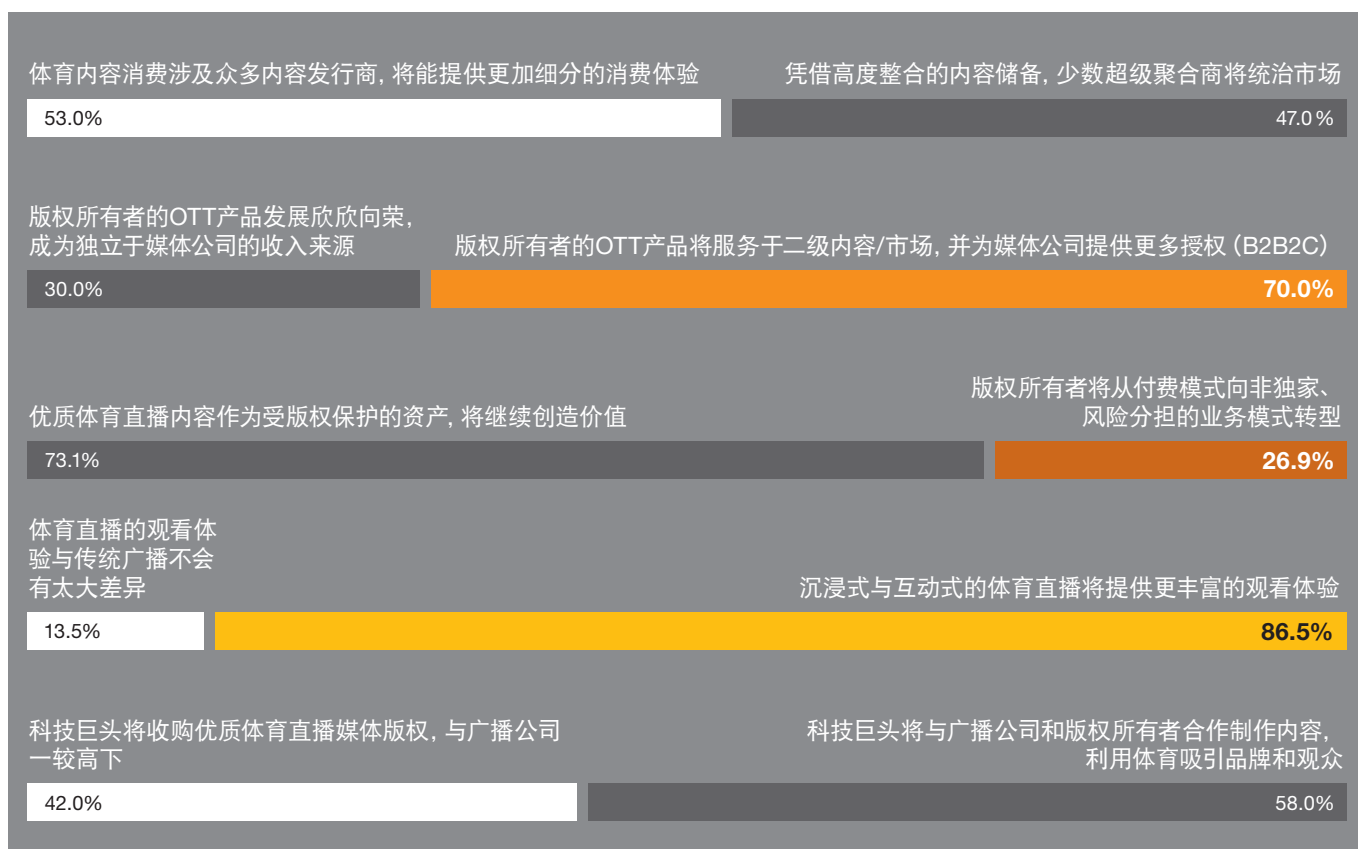 体育内容消费涉及众多内容发行商, 将能提供更加细分的消费体验
凭借高度整合的内容储备, 少数超级聚合商将统治市场
53.0%
47.0%
版权所有者的OTT产品发展欣欣向荣,
成为独立于媒体公司的收入来源
版权所有者的OTT产品将服务于二级内容/市场, 并为媒体公司提供更多授权 (B2B2C)
30.0%
70.0%
优质体育直播内容作为受版权保护的资产, 将继续创造价值
版权所有者将从付费模式向非独家、
风险分担的业务模式转型
73.1%
26.9%
体育直播的观看体
验与传统广播不会
有太大差异
沉浸式与互动式的体育直播将提供更丰富的观看体验
13.5%
86.5%
科技巨头将收购优质体育直播媒体版权, 与广播公司
一较高下
科技巨头将与广播公司和版权所有者合作制作内容,
利用体育吸引品牌和观众
42.0%
58.0%